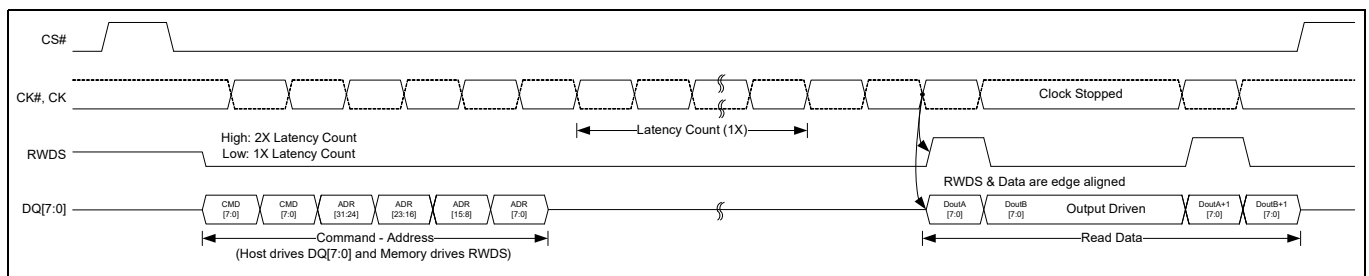 CS#
CK#, CK
Clock Stopped
Latency Count (1X)
High: 2X Latency Count
Low: 1X Latency Count
RWDS
RWDS & Data are edge aligned
DQ[7:0]
CMD [7:0]
CMD [7:0]
ADR [31:24]
ADR [23:16]
ADR [15:8]
ADR [7:0]
DoutA [7:0]
DoutB [7:0]
Output Driven
DoutA+1 [7:0]
DoutB+1 [7:0]
Command - Address
(Host drives DQ[7:0] and Memory drives RWDS)
Read Data